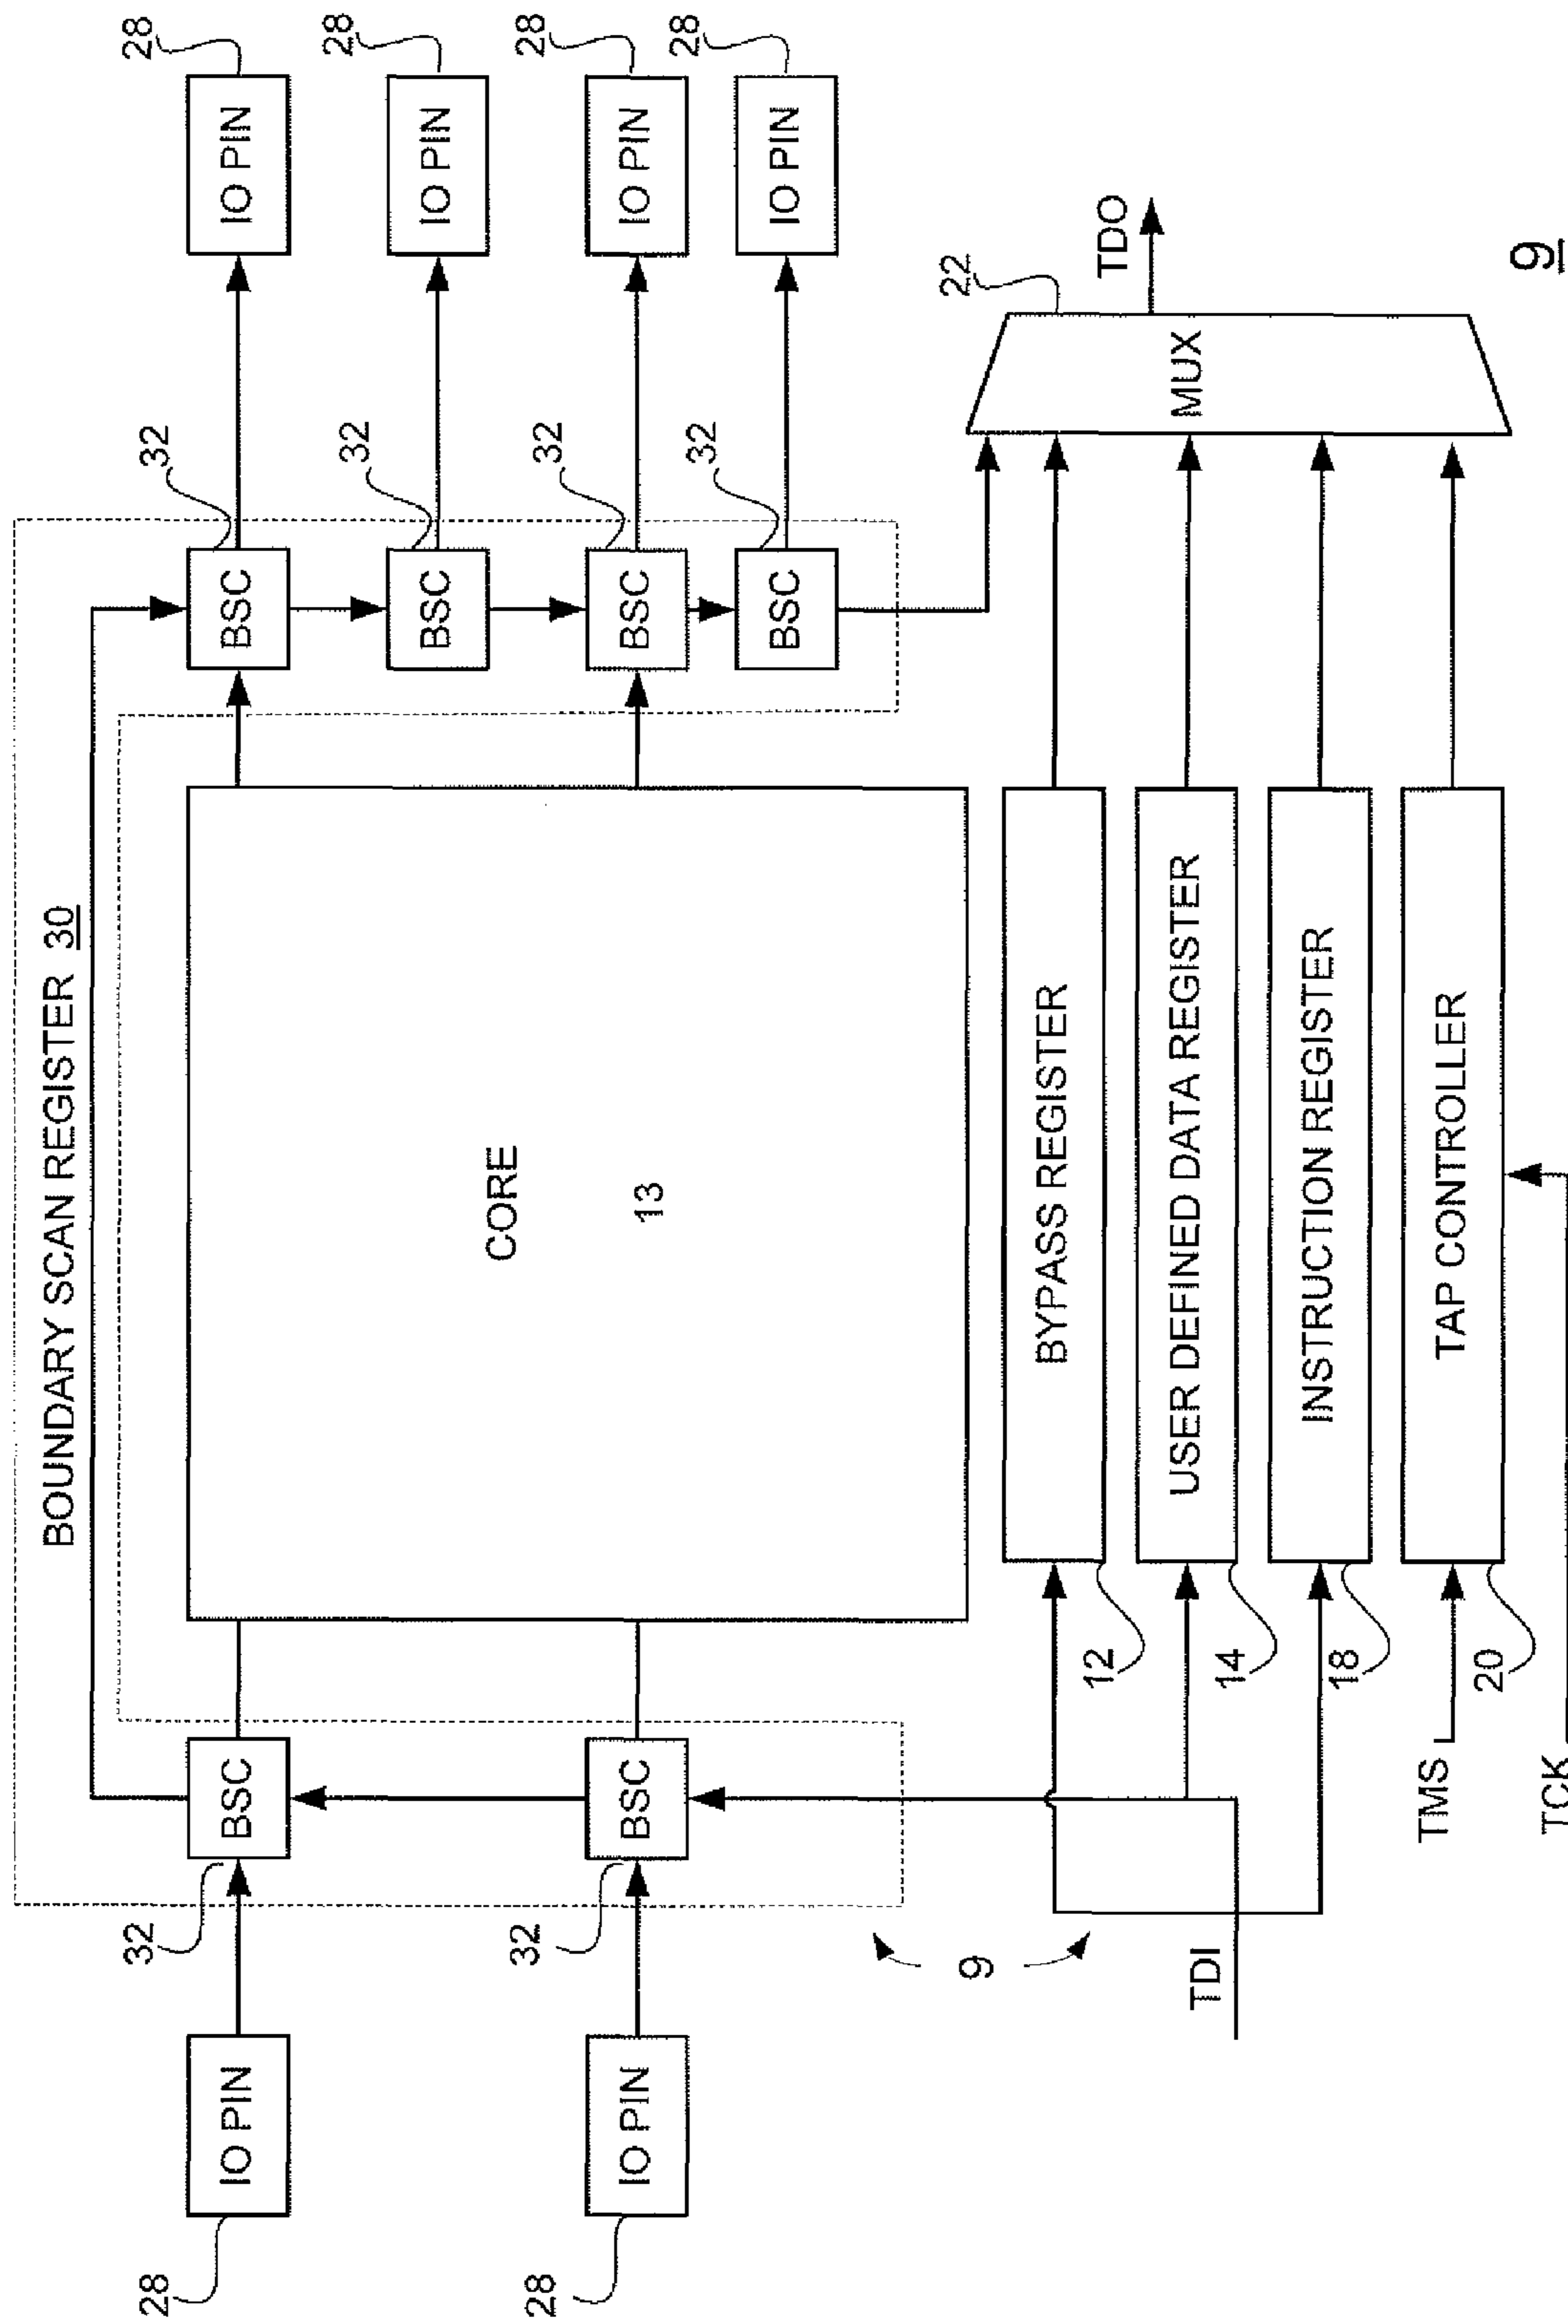 BOUNDARY SCAN REGISTER 30
28
IO PIN
32
BSC
BSC
32
IO PIN
28
BSC
32
IO PIN
28
CORE
13
28
IO PIN
32
BSC
BSC
32
IO PIN
28
BSC
32
IO PIN
28
9
BYPASS REGISTER
12
USER DEFINED DATA REGISTER
14
INSTRUCTION REGISTER
18
TAP CONTROLLER
20
TDI
TMS
TCK
MUX
22
TDO
9